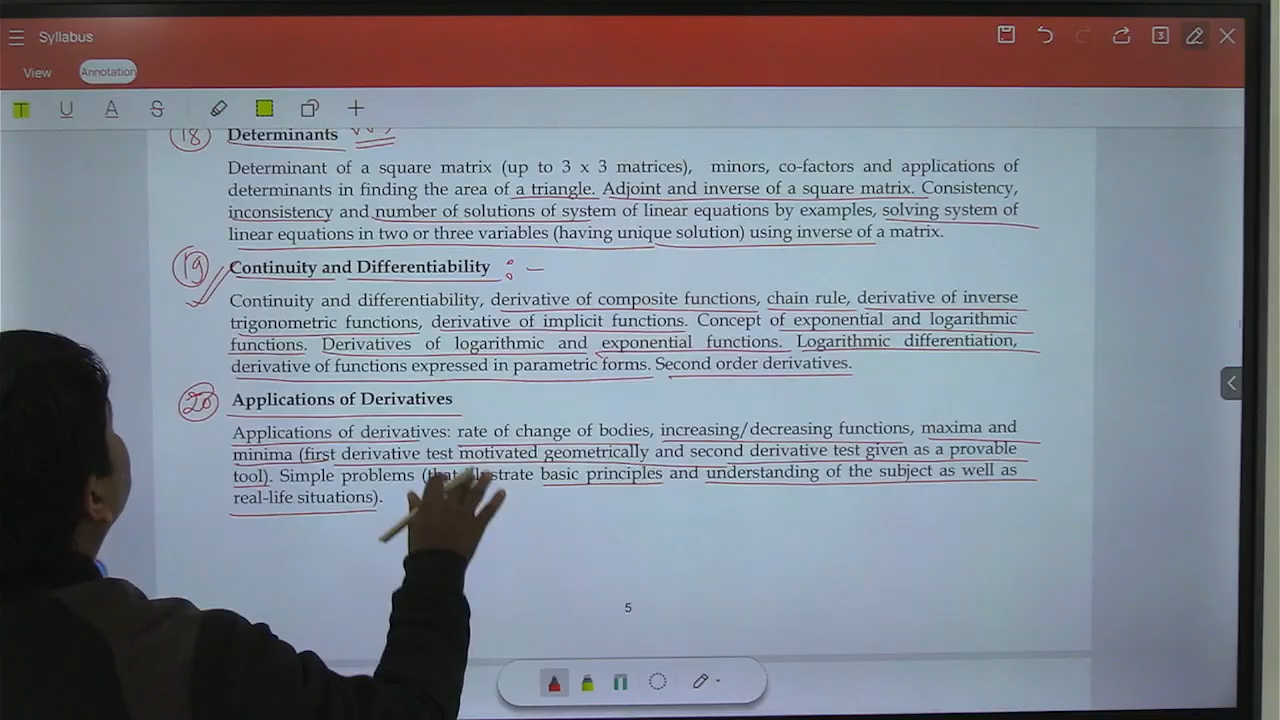 Syllabus
View Annotation
T U A S
18 Determinants
Determinant of a square matrix (up to 3 x 3 matrices), minors, co-factors and applications of
determinants in finding the area of a triangle. Adjoint and inverse of a square matrix. Consistency,
inconsistency and number of solutions of system of linear equations by examples, solving system of
linear equations in two or three variables (having unique solution) using inverse of a matrix.
19 Continuity and Differentiability :-
Continuity and differentiability, derivative of composite functions, chain rule, derivative of inverse
trigonometric functions, derivative of implicit functions. Concept of exponential and logarithmic
functions. Derivatives of logarithmic and exponential functions. Logarithmic differentiation,
derivative of functions expressed in parametric forms. Second order derivatives.
20 Applications of Derivatives
Applications of derivatives: rate of change of bodies, increasing/decreasing functions, maxima and
minima (first derivative test motivated geometrically and second derivative test given as a provable
tool). Simple problems (that illustrate basic principles and understanding of the subject as well as
real-life situations).
5